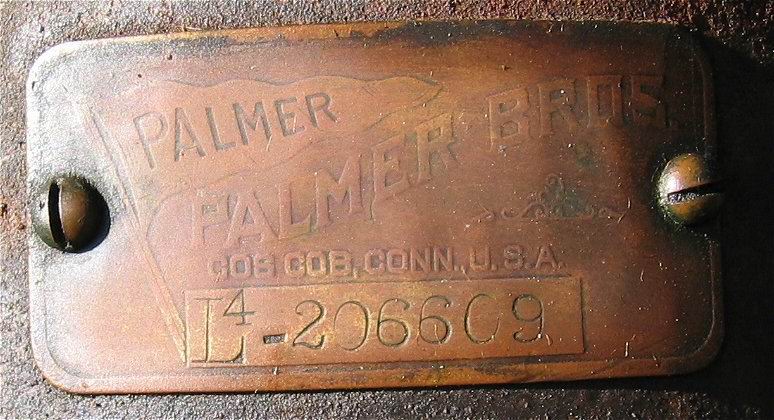 PALMER
PALMER BROS.
COS COB, CONN., U.S.A.
L4-206609